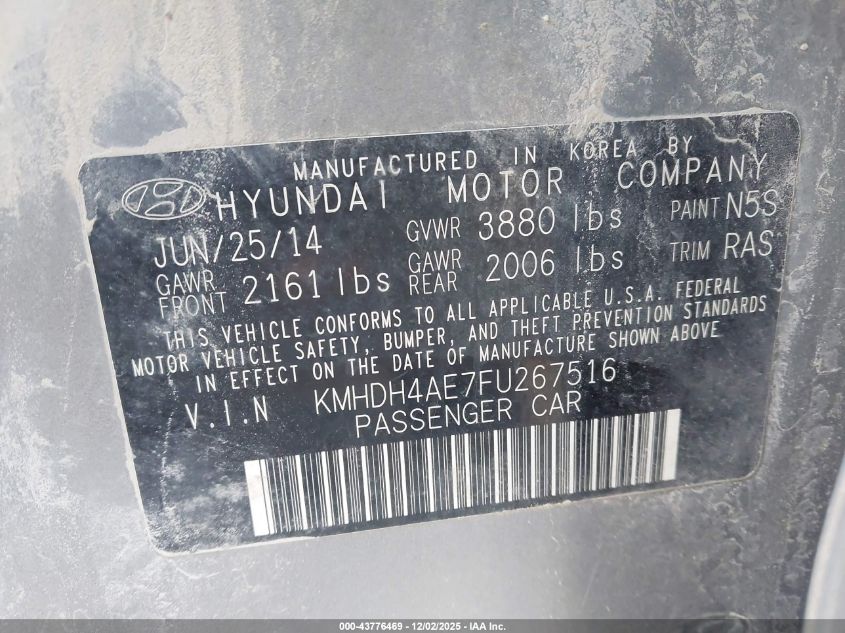 MANUFACTURED IN KOREA BY
HYUNDAI MOTOR COMPANY
JUN/25/14 GVWR 3880 lbs PAINT N5S
GAWR FRONT 2161 lbs GAWR REAR 2006 lbs TRIM RAS
THIS VEHICLE CONFORMS TO ALL APPLICABLE U.S.A. FEDERAL
MOTOR VEHICLE SAFETY, BUMPER, AND THEFT PREVENTION STANDARDS
IN EFFECT ON THE DATE OF MANUFACTURE SHOWN ABOVE
V.I.N KMHDH4AE7FU267516
PASSENGER CAR
000-43776469 - 12/02/2025 - IAA Inc.